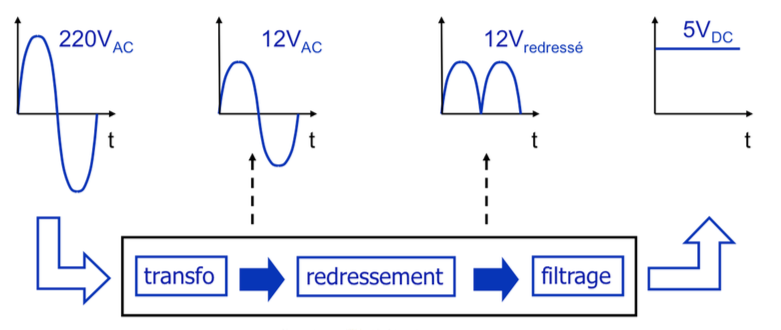 220VAC
12VAC
12Vredressé
5VDC
t
t
t
t
transfo
redressement
filtrage